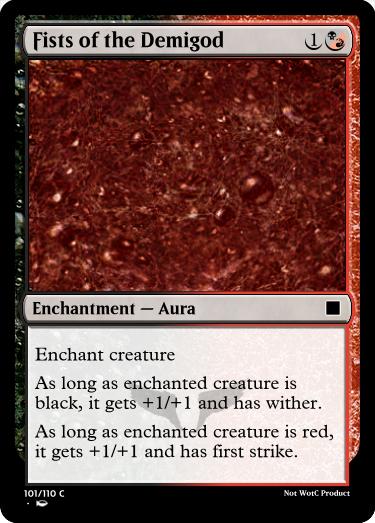 Fists of the Demigod 1
Enchantment — Aura
Enchant creature
As long as enchanted creature is
black, it gets +1/+1 and has wither.
As long as enchanted creature is red,
it gets +1/+1 and has first strike.
101/110 C
Not WotC Product